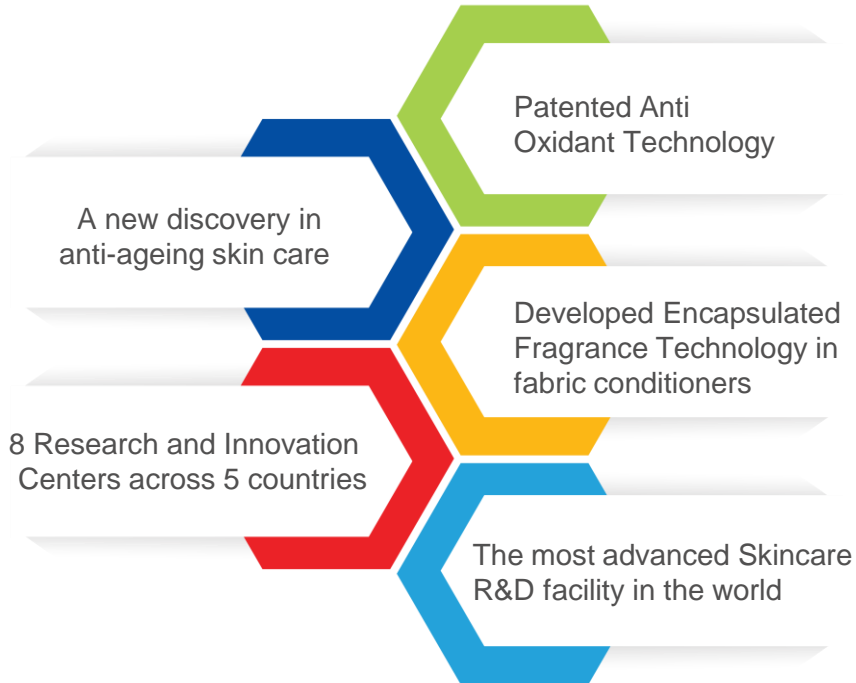 Patented Anti
Oxidant Technology
A new discovery in
anti-ageing skin care
Developed Encapsulated
Fragrance Technology in
fabric conditioners
8 Research and Innovation
Centers across 5 countries
The most advanced Skincare
R&D facility in the world